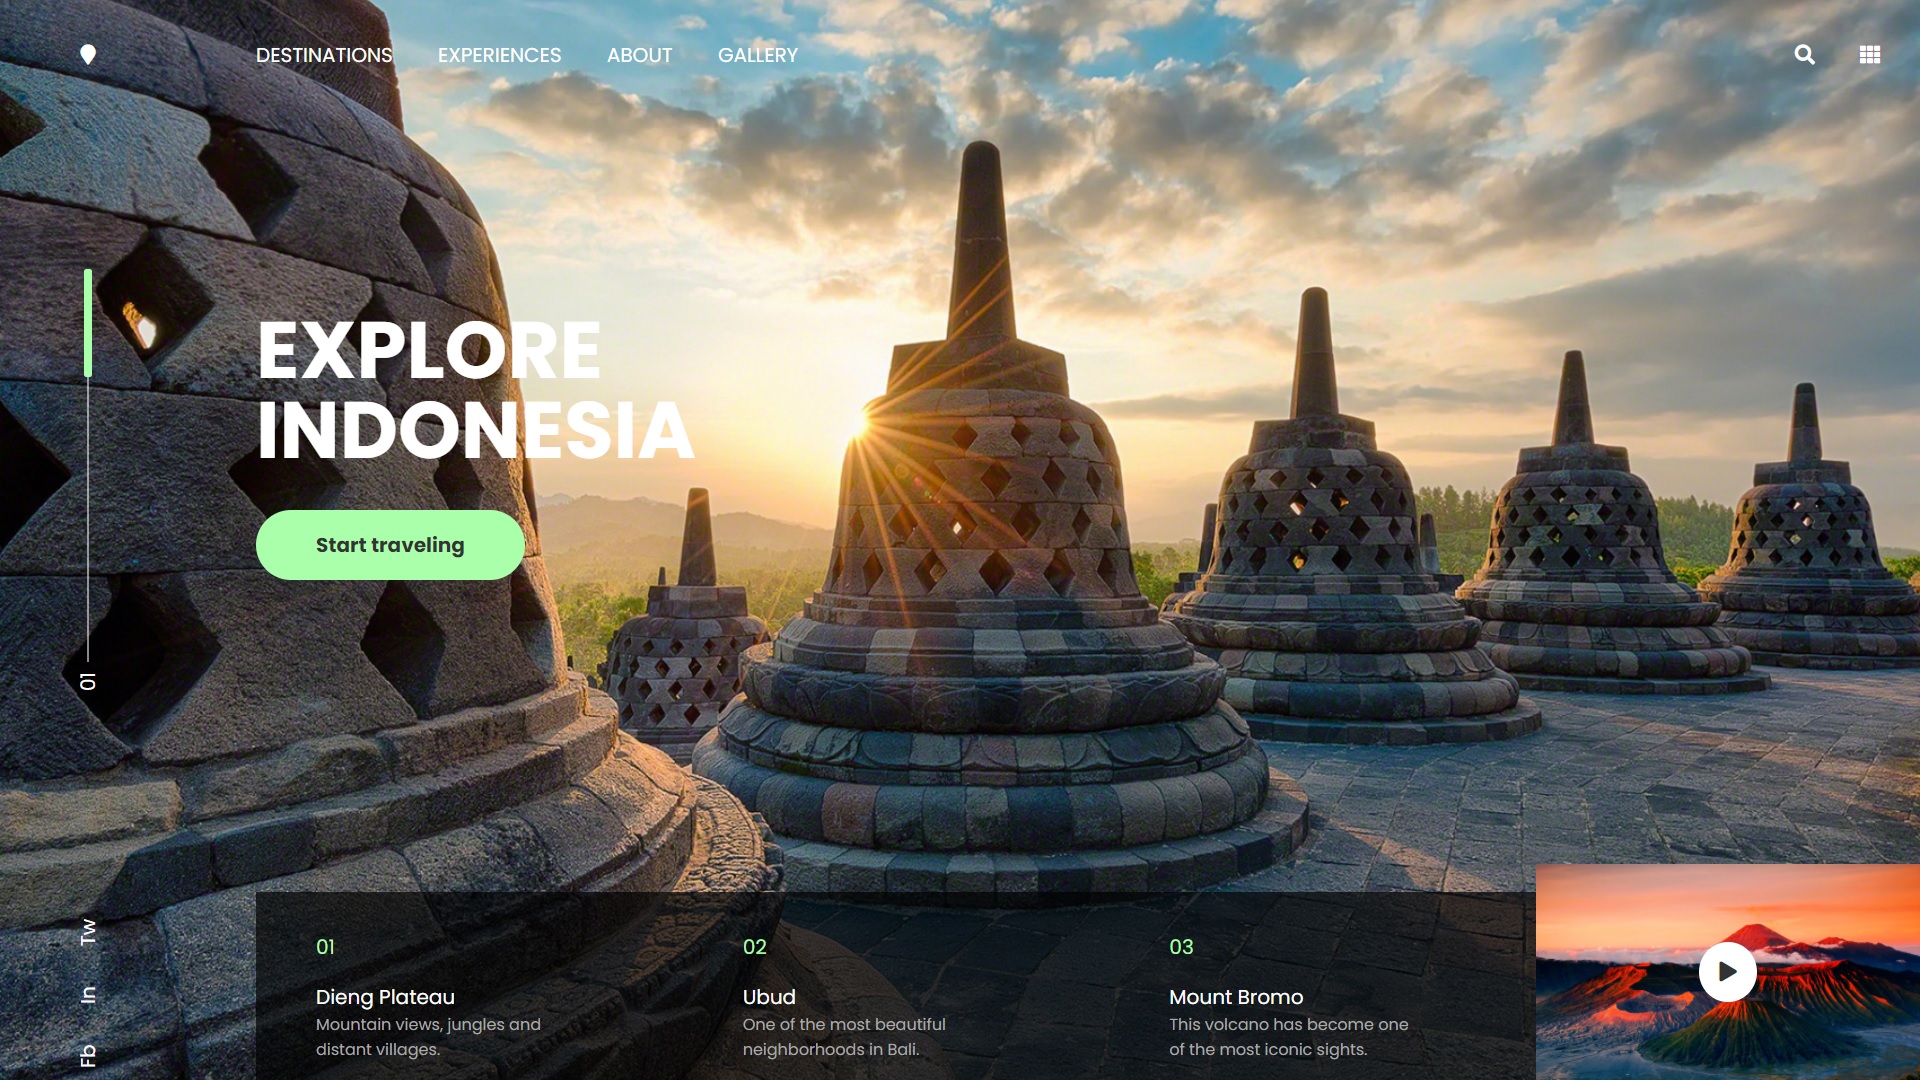 DESTINATIONS EXPERIENCES ABOUT GALLERY
EXPLORE
INDONESIA
Start traveling
01
Tw
In
Fb
01
Dieng Plateau
Mountain views, jungles and
distant villages.
02
Ubud
One of the most beautiful
neighborhoods in Bali.
03
Mount Bromo
This volcano has become one
of the most iconic sights.